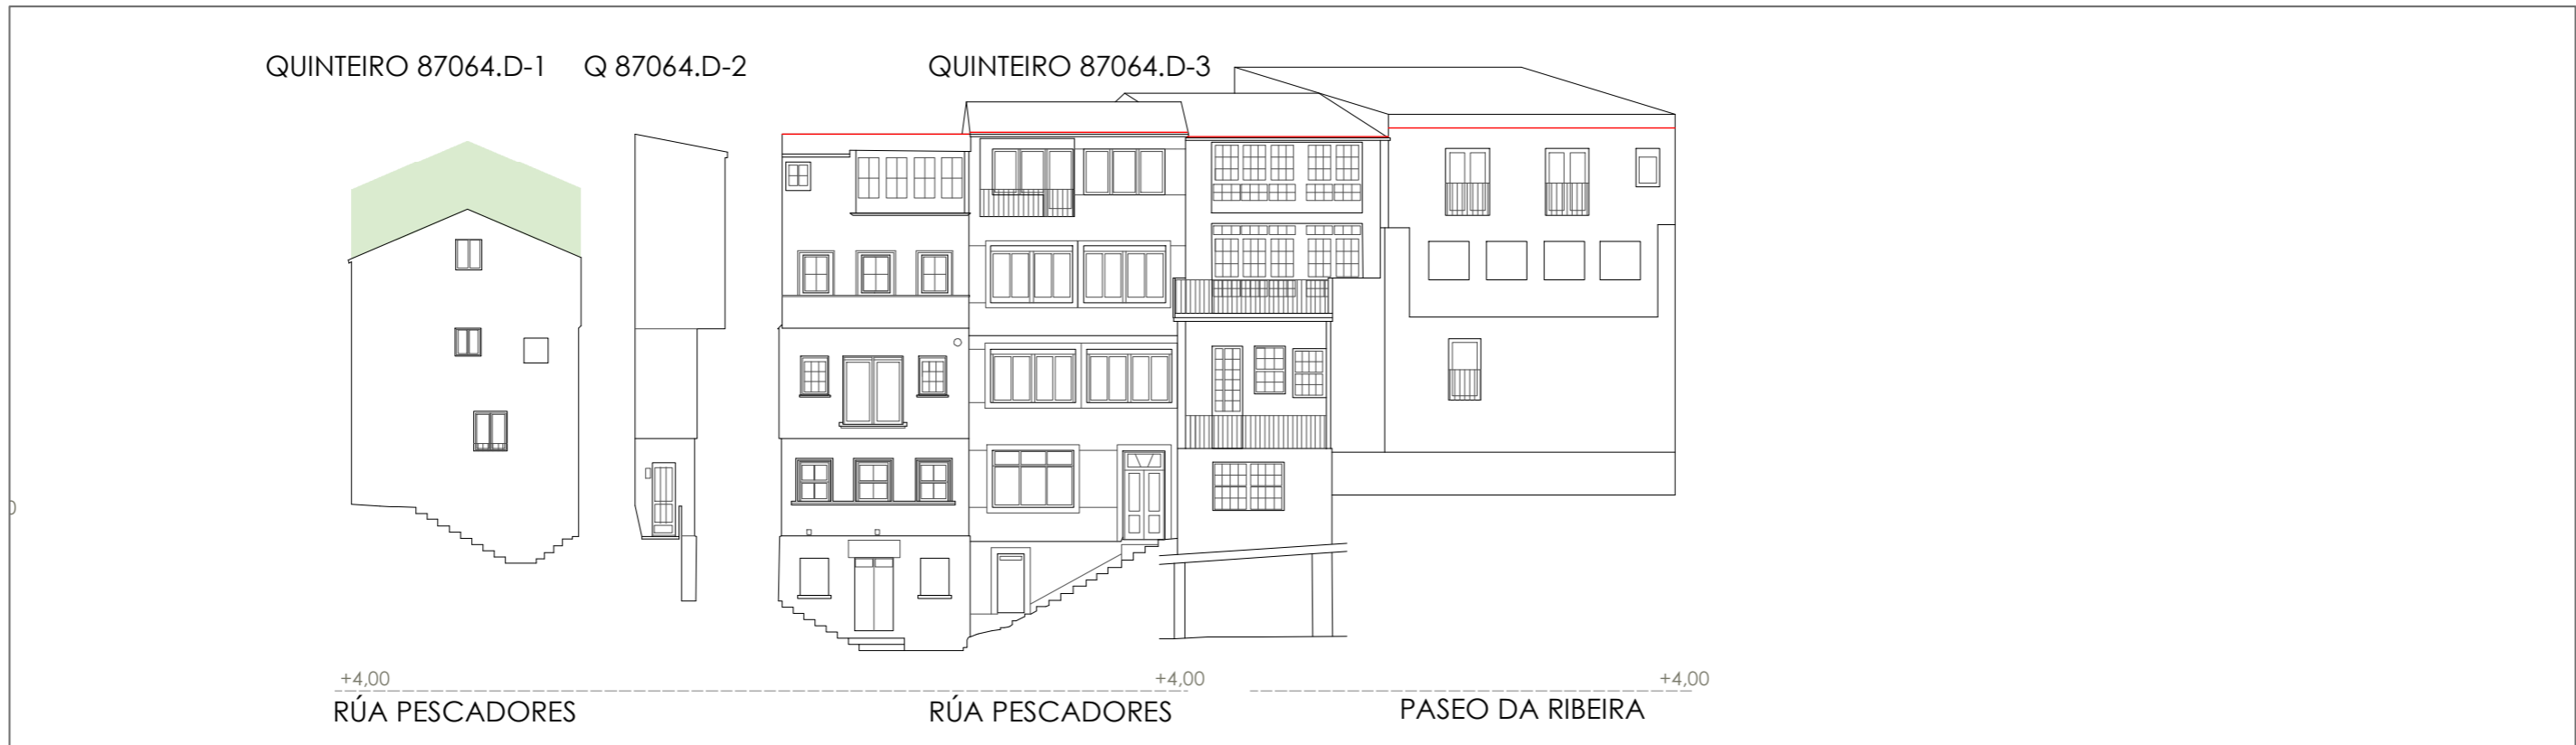 QUINTEIRO 87064.D-1 Q 87064.D-2 QUINTEIRO 87064.D-3
+4,00 +4,00 +4,00
RÚA PESCADORES RÚA PESCADORES PASEO DA RIBEIRA